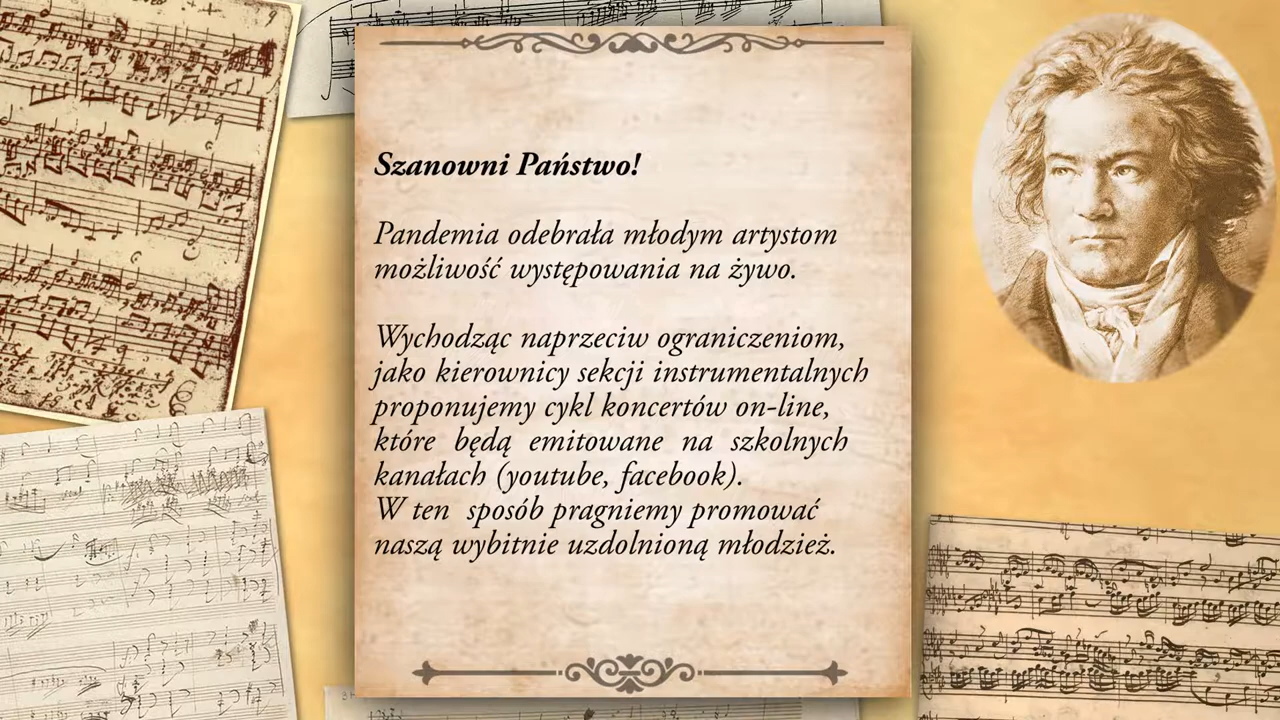 Szanowni Państwo!
Pandemia odebrała młodym artystom
możliwość występowania na żywo.
Wychodząc naprzeciw ograniczeniom,
jako kierownicy sekcji instrumentalnych
proponujemy cykl koncertów on-line,
które będą emitowane na szkolnych
kanałach (youtube, facebook).
W ten sposób pragniemy promować
naszą wybitnie uzdolnioną młodzież.